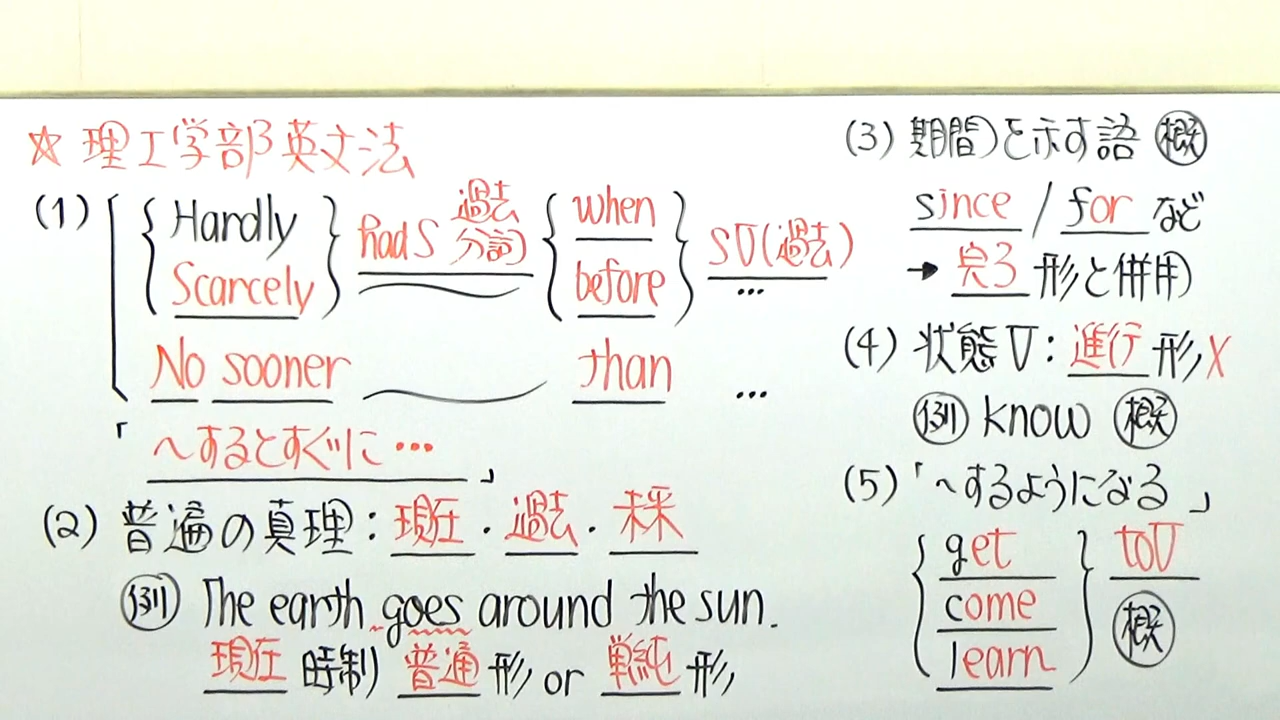 ☆ 理工学部英文法
(1) { Hardly had S 過去 { when } S V (過去)
Scarcely } 分詞 before …
No sooner than …
「～するとすぐに…」
(2) 普遍の真理：現在・過去・未来
例 The earth goes around the sun.
現在時制 普通形 or 単純形
(3) 期間を示す語 概
since / for など
→ 完了形と併用
(4) 状態V：進行形X
例 know 概
(5)「～するようになる」
{ get } toV
come 概
learn